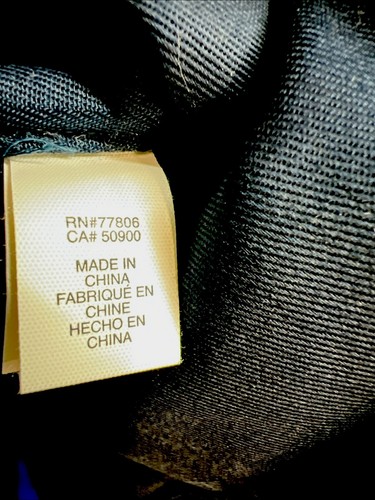 RN#77806
CA# 50900
MADE IN
CHINA
FABRIQUÉ EN
CHINE
HECHO EN
CHINA